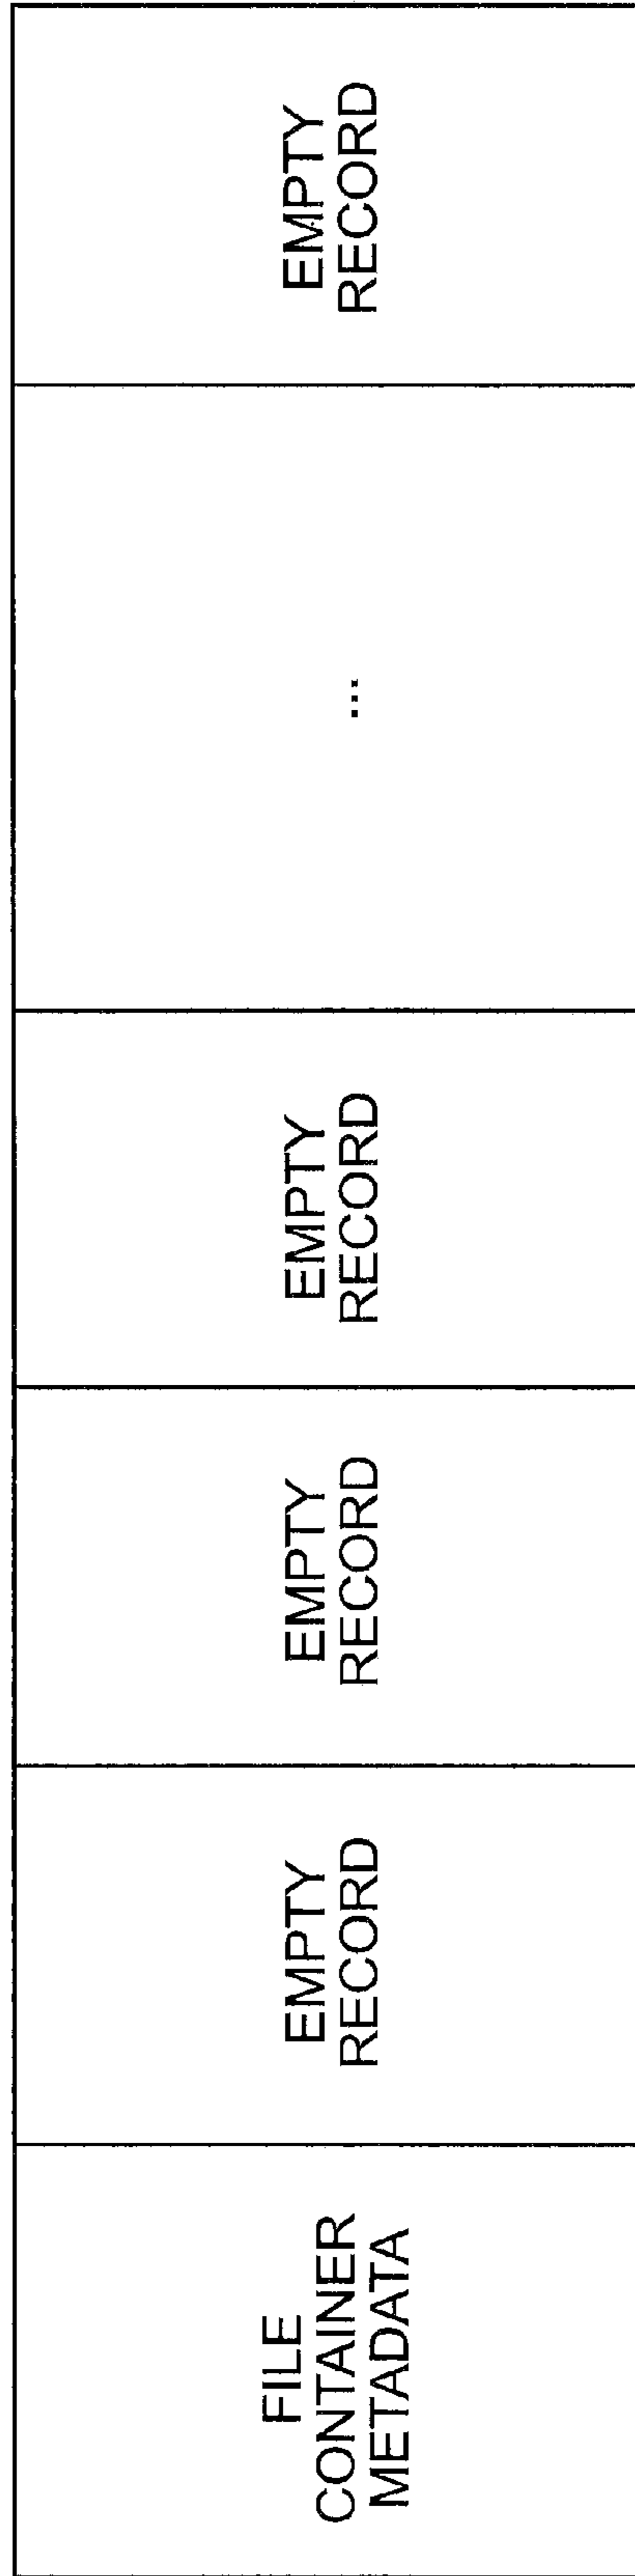 FILE
CONTAINER
METADATA
EMPTY
RECORD
EMPTY
RECORD
EMPTY
RECORD
...
EMPTY
RECORD